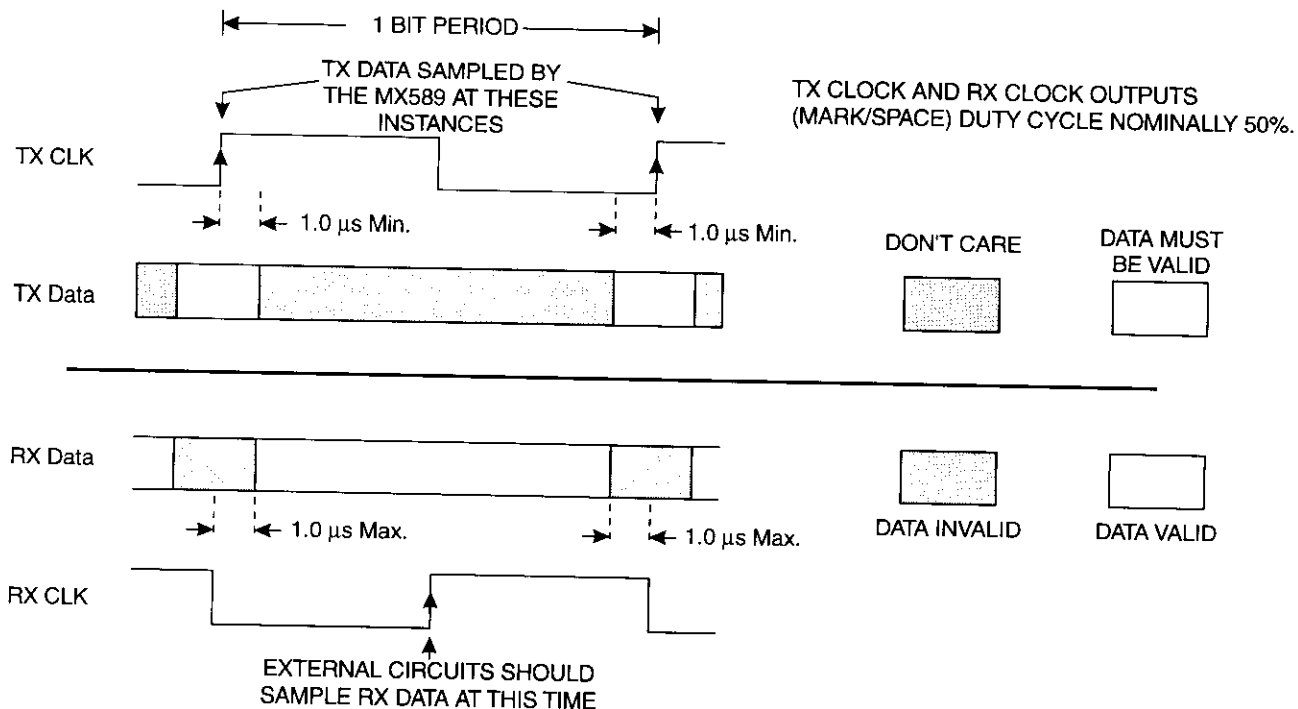 1 BIT PERIOD
TX DATA SAMPLED BY
THE MX589 AT THESE
INSTANCES
TX CLOCK AND RX CLOCK OUTPUTS
(MARK/SPACE) DUTY CYCLE NOMINALLY 50%.
TX CLK
1.0 μs Min.
1.0 μs Min.
DON'T CARE
DATA MUST
BE VALID
TX Data
RX Data
1.0 μs Max.
1.0 μs Max.
DATA INVALID
DATA VALID
RX CLK
EXTERNAL CIRCUITS SHOULD
SAMPLE RX DATA AT THIS TIME